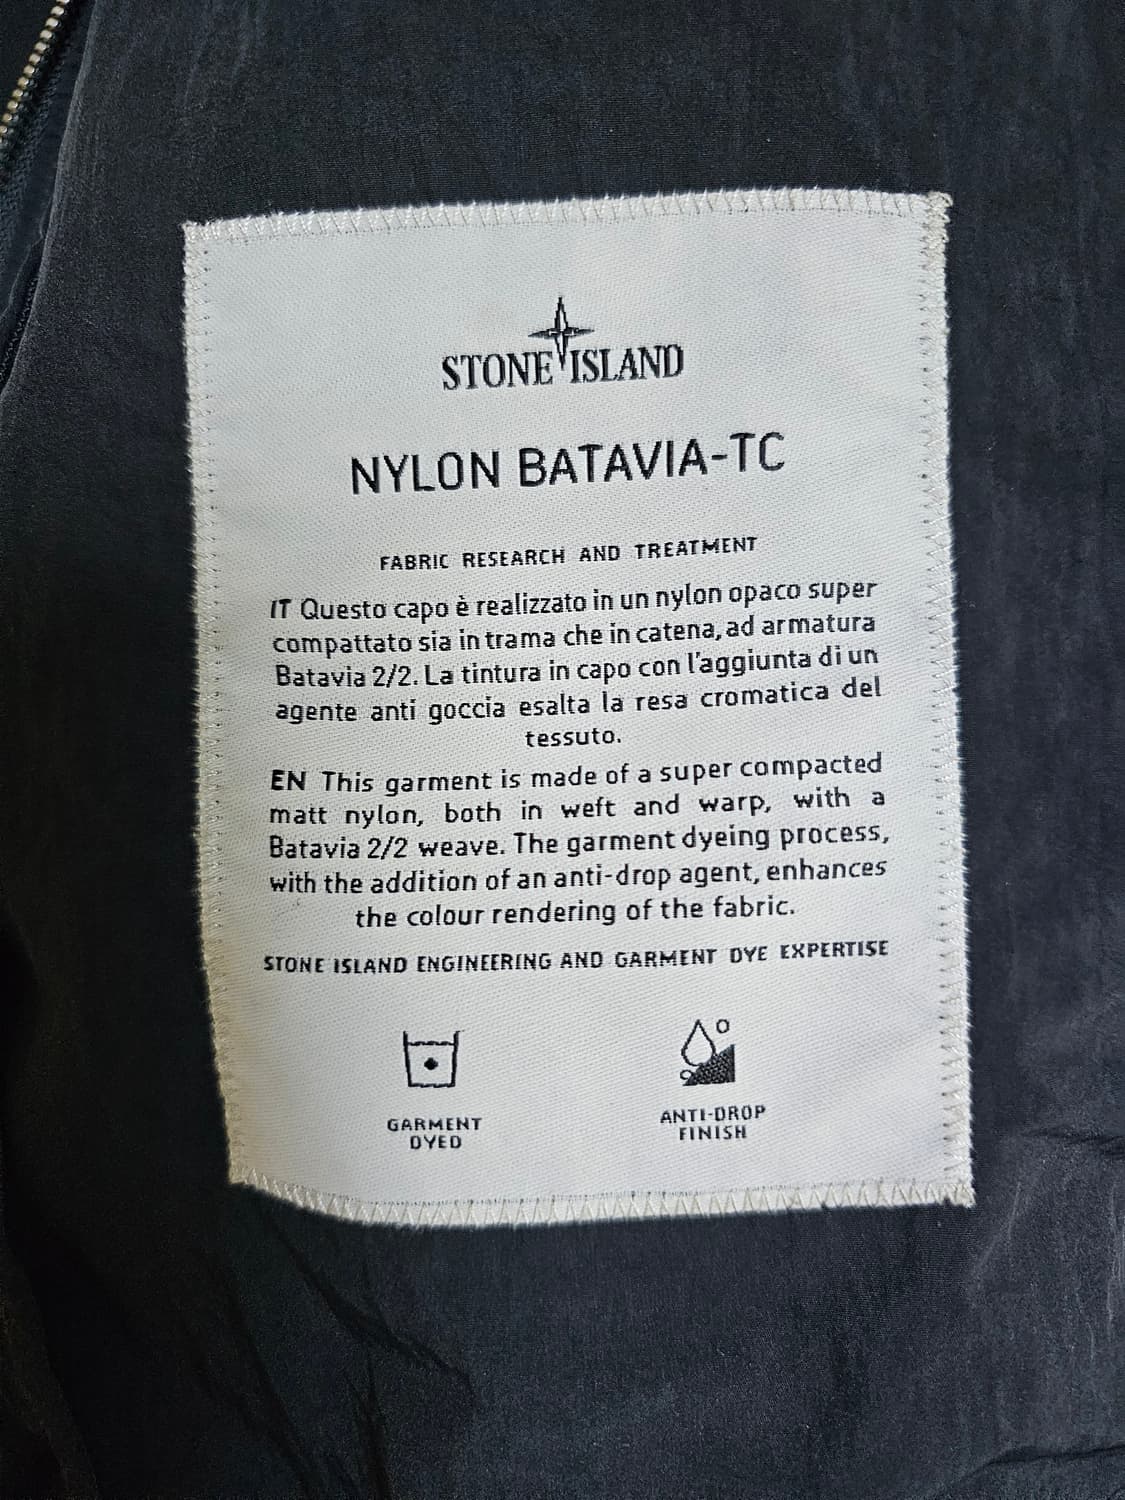 STONE ISLAND
NYLON BATAVIA-TC
FABRIC RESEARCH AND TREATMENT
IT Questo capo è realizzato in un nylon opaco super
compattato sia in trama che in catena, ad armatura
Batavia 2/2. La tintura in capo con l'aggiunta di un
agente anti goccia esalta la resa cromatica del
tessuto.
EN This garment is made of a super compacted
matt nylon, both in weft and warp, with a
Batavia 2/2 weave. The garment dyeing process,
with the addition of an anti-drop agent, enhances
the colour rendering of the fabric.
STONE ISLAND ENGINEERING AND GARMENT DYE EXPERTISE
GARMENT
DYED
ANTI-DROP
FINISH